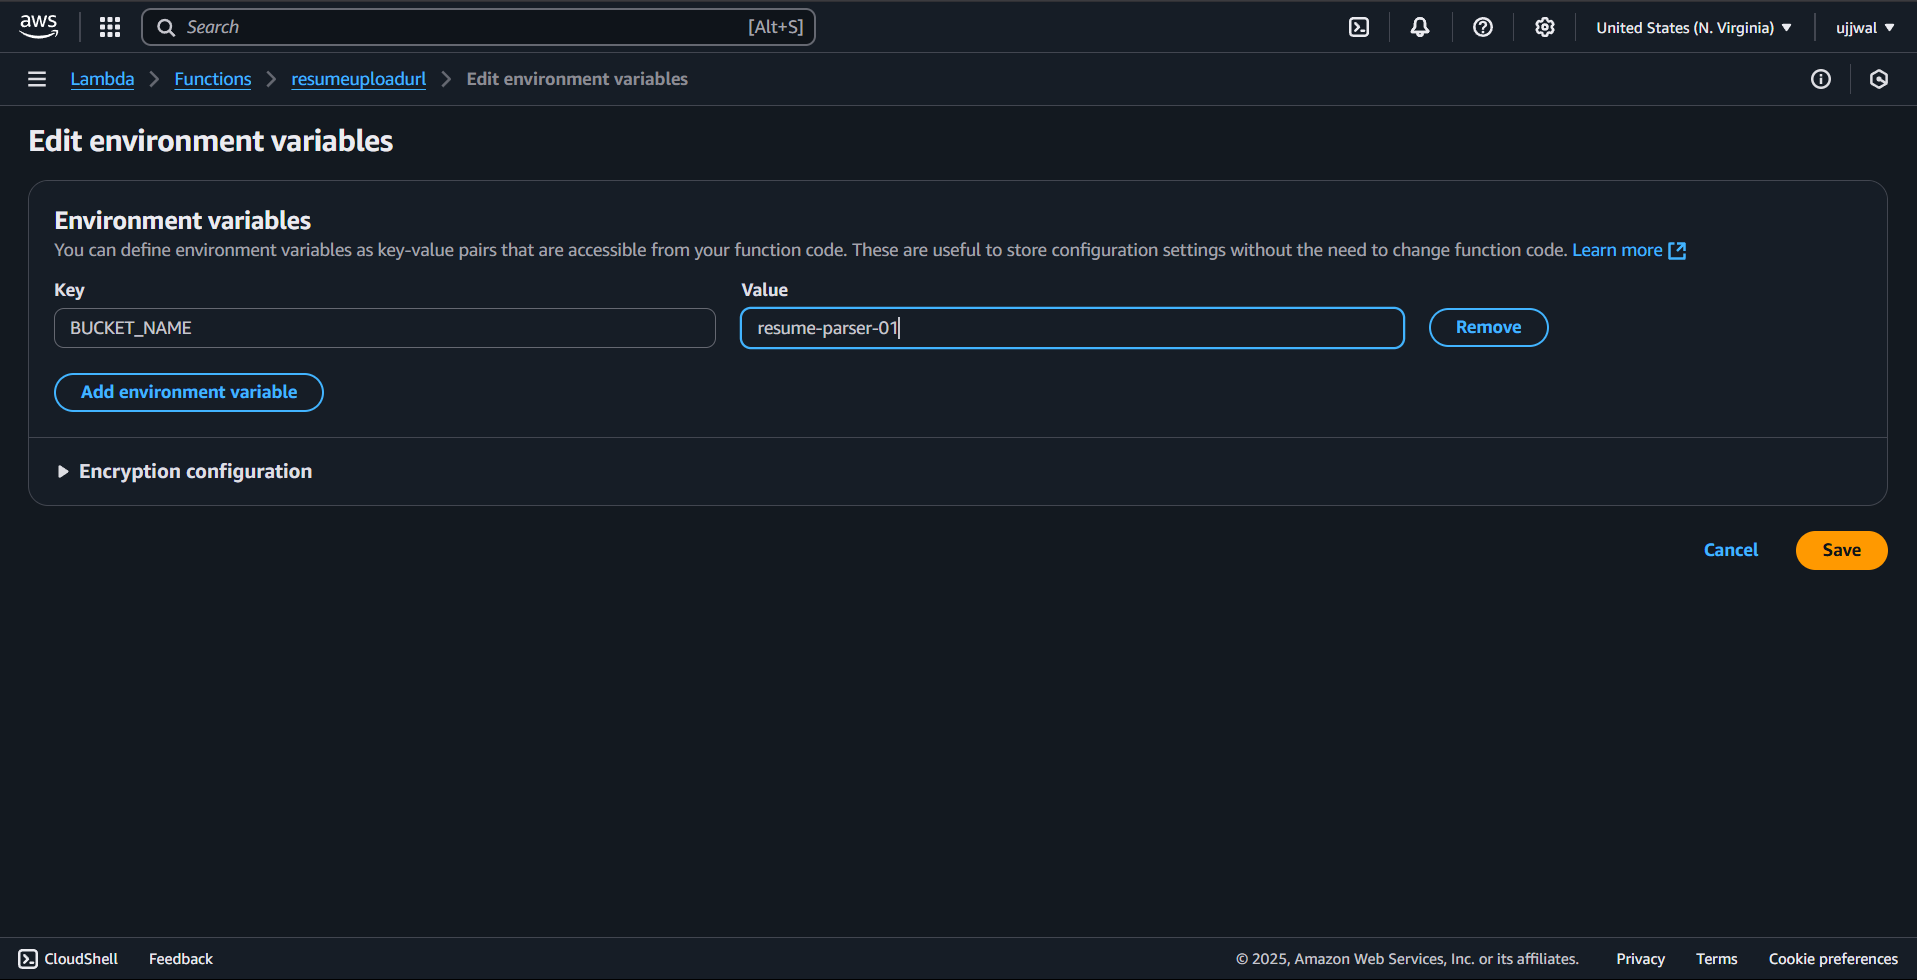 aws
Search [Alt+S]
United States (N. Virginia)
ujjwal
Lambda
Functions
resumeuploadurl
Edit environment variables
Edit environment variables
Environment variables
You can define environment variables as key-value pairs that are accessible from your function code. These are useful to store configuration settings without the need to change function code. Learn more
Key
Value
BUCKET_NAME
resume-parser-01
Remove
Add environment variable
Encryption configuration
Cancel
Save
CloudShell
Feedback
© 2025, Amazon Web Services, Inc. or its affiliates.
Privacy
Terms
Cookie preferences